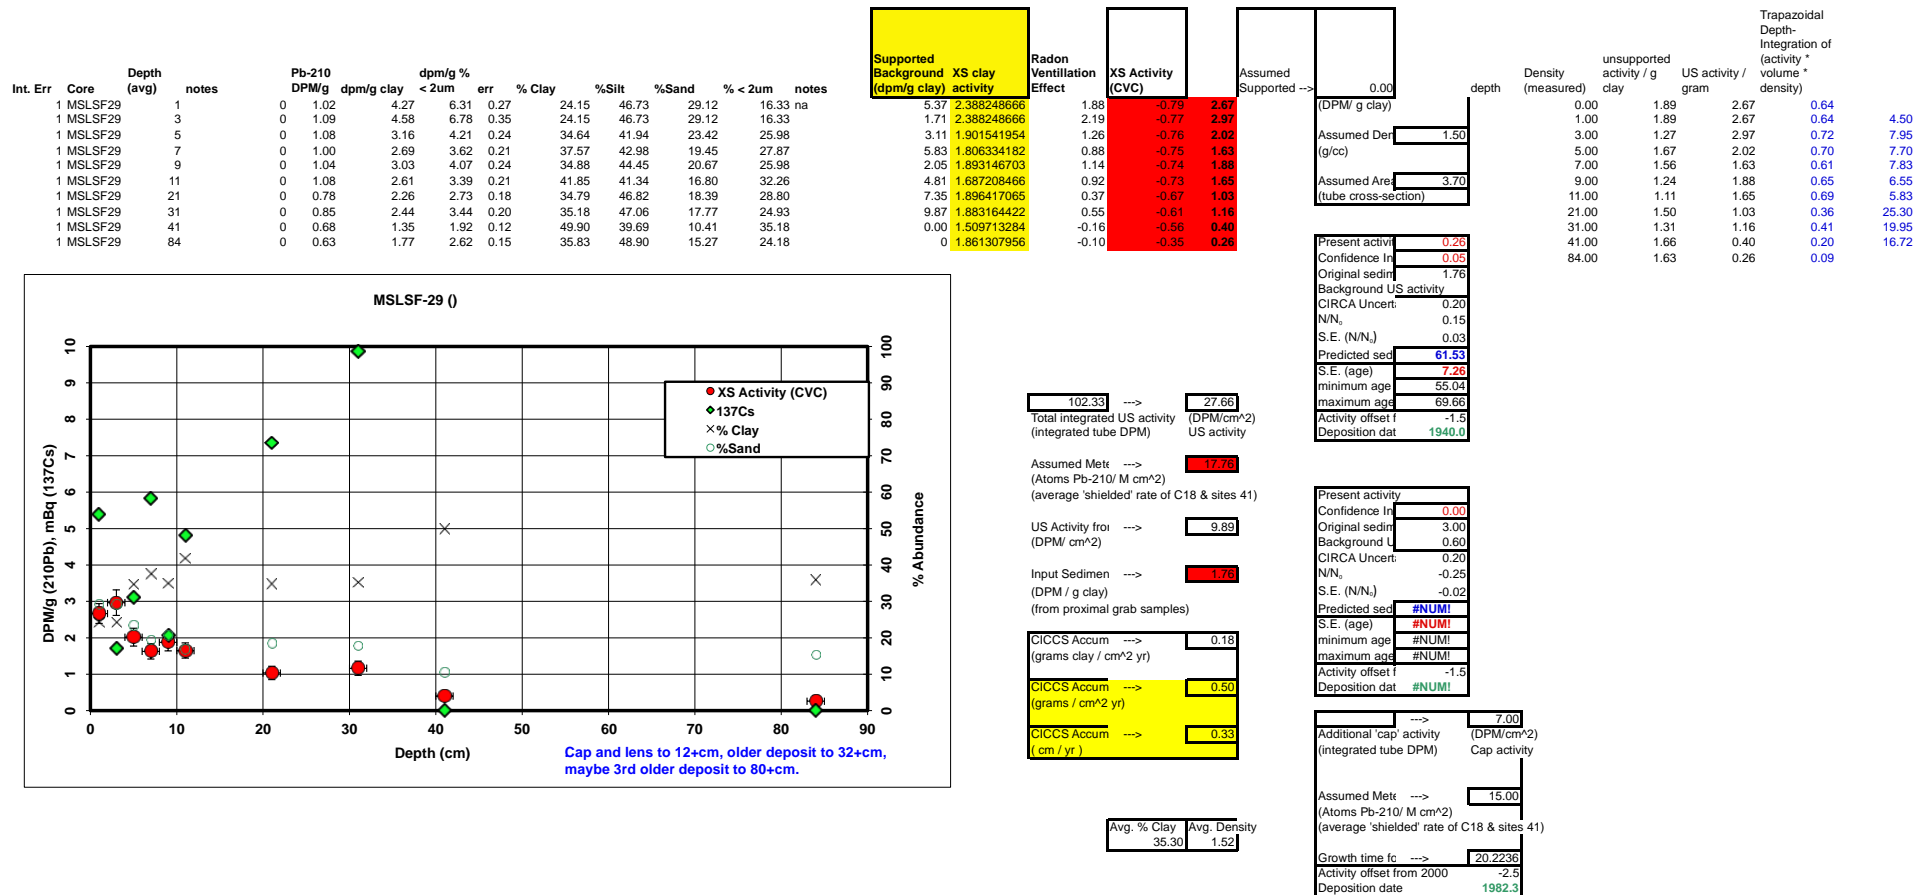 Int. Err Core Depth (avg) notes Pb-210 DPM/g dpm/g clay dpm/g % < 2um err % Clay %Silt %Sand % < 2um notes
1 MSLSF29 1 0 1.02 4.27 6.31 0.27 24.15 46.73 29.12 16.33 na
1 MSLSF29 3 0 1.09 4.58 6.78 0.35 24.15 46.73 29.12 16.33
1 MSLSF29 5 0 1.08 3.16 4.21 0.24 34.64 41.94 23.42 25.98
1 MSLSF29 7 0 1.00 2.69 3.62 0.21 37.57 42.98 19.45 27.87
1 MSLSF29 9 0 1.04 3.03 4.07 0.24 34.88 44.45 20.67 25.98
1 MSLSF29 11 0 1.08 2.61 3.39 0.21 41.85 41.34 16.80 32.26
1 MSLSF29 21 0 0.78 2.26 2.73 0.18 34.79 46.82 18.39 28.80
1 MSLSF29 31 0 0.85 2.44 3.44 0.20 35.18 47.06 17.77 24.93
1 MSLSF29 41 0 0.68 1.35 1.92 0.12 49.90 39.69 10.41 35.18
1 MSLSF29 84 0 0.63 1.77 2.62 0.15 35.83 48.90 15.27 24.18
Supported Background (dpm/g clay) XS clay activity Radon Ventillation Effect XS Activity (CVC)
5.37 2.388248666 1.88 -0.79 2.67
1.71 2.388248666 2.19 -0.77 2.97
3.11 1.901541954 1.26 -0.76 2.02
5.83 1.806334182 0.88 -0.75 1.63
2.05 1.893146703 1.14 -0.74 1.88
4.81 1.687208466 0.92 -0.73 1.65
7.35 1.896417065 0.37 -0.67 1.03
9.87 1.883164422 0.55 -0.61 1.16
0.00 1.509713284 -0.16 -0.56 0.40
0 1.861307956 -0.10 -0.35 0.26
Assumed
Supported --> 0.00
(DPM/ g clay)
Assumed Den 1.50
(g/cc)
Assumed Area 3.70
(tube cross-section)
depth Density (measured) unsupported activity / g clay US activity / gram Trapazoidal Depth-Integration of (activity * volume * density)
0.00 1.89 2.67 0.64
1.00 1.89 2.67 0.64 4.50
3.00 1.27 2.97 0.72 7.95
5.00 1.67 2.02 0.70 7.70
7.00 1.56 1.63 0.61 7.83
9.00 1.24 1.88 0.65 6.55
11.00 1.11 1.65 0.69 5.83
21.00 1.50 1.03 0.36 25.30
31.00 1.31 1.16 0.41 19.95
41.00 1.66 0.40 0.20 16.72
84.00 1.63 0.26 0.09
Present activit 0.26
Confidence In 0.05
Original sedim 1.76
Background US activity
CIRCA Uncert 0.20
N/N₀ 0.15
S.E. (N/N₀) 0.03
Predicted sed 61.53
S.E. (age) 7.26
minimum age 55.04
maximum age 69.66
Activity offset f -1.5
Deposition dat 1940.0
MSLSF-29 ()
DPM/g (210Pb), mBq (137Cs)
10
9
8
7
6
5
4
3
2
1
0
0 10 20 30 40 50 60 70 80 90
Depth (cm)
100
90
80
70
60
50
40
30
20
10
0
% Abundance
XS Activity (CVC)
137Cs
% Clay
%Sand
Cap and lens to 12+cm, older deposit to 32+cm,
maybe 3rd older deposit to 80+cm.
102.33 ---> 27.66
Total integrated US activity (DPM/cm^2)
(integrated tube DPM) US activity
Assumed Mete ---> 17.76
(Atoms Pb-210/ M cm^2)
(average 'shielded' rate of C18 & sites 41)
US Activity fror ---> 9.89
(DPM/ cm^2)
Input Sedimen ---> 1.76
(DPM / g clay)
(from proximal grab samples)
CICCS Accum ---> 0.18
(grams clay / cm^2 yr)
CICCS Accum ---> 0.50
(grams / cm^2 yr)
CICCS Accum ---> 0.33
( cm / yr )
Avg. % Clay Avg. Density
35.30 1.52
Present activity
Confidence In 0.00
Original sedim 3.00
Background U 0.60
CIRCA Uncert 0.20
N/N₀ -0.25
S.E. (N/N₀) -0.02
Predicted sed #NUM!
S.E. (age) #NUM!
minimum age #NUM!
maximum age #NUM!
Activity offset f -1.5
Deposition dat #NUM!
---> 7.00
Additional 'cap' activity (DPM/cm^2)
(integrated tube DPM) Cap activity
Assumed Mete ---> 15.00
(Atoms Pb-210/ M cm^2)
(average 'shielded' rate of C18 & sites 41)
Growth time fo ---> 20.2236
Activity offset from 2000 -2.5
Deposition date 1982.3